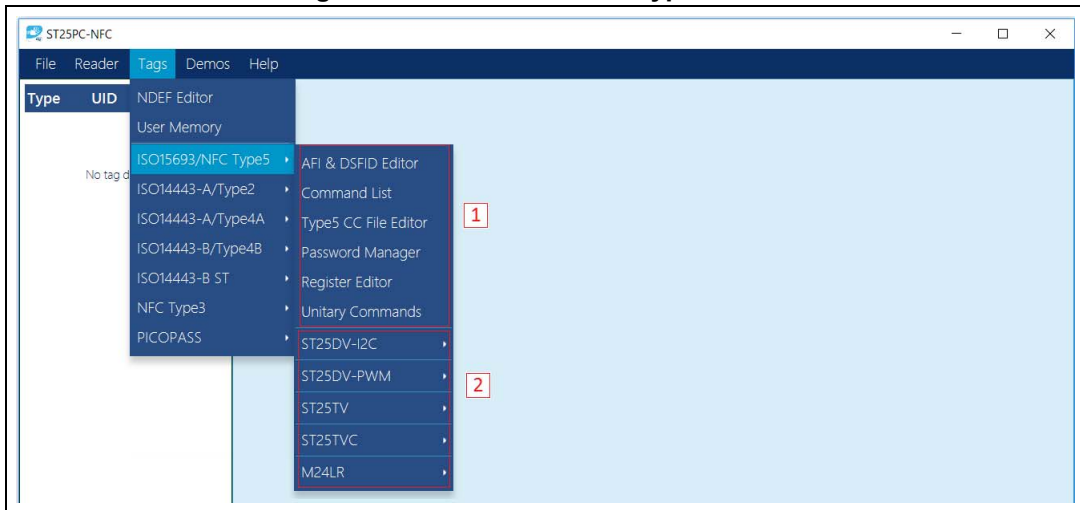 ST25PC-NFC
File Reader Tags Demos Help
Type UID
No tag d
NDEF Editor
User Memory
ISO15693/NFC Type5
ISO14443-A/Type2
ISO14443-A/Type4A
ISO14443-B/Type4B
ISO14443-B ST
NFC Type3
PICOPASS
AFI & DSFID Editor
Command List
Type5 CC File Editor
Password Manager
Register Editor
Unitary Commands
1
ST25DV-I2C
ST25DV-PWM
ST25TV
ST25TVC
M24LR
2